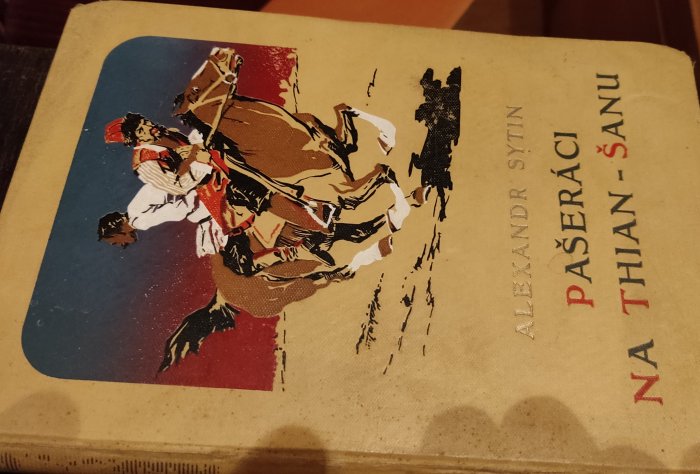 ALEXANDR SYTIN
PAŠERÁCI
NA THIAN-ŠANU